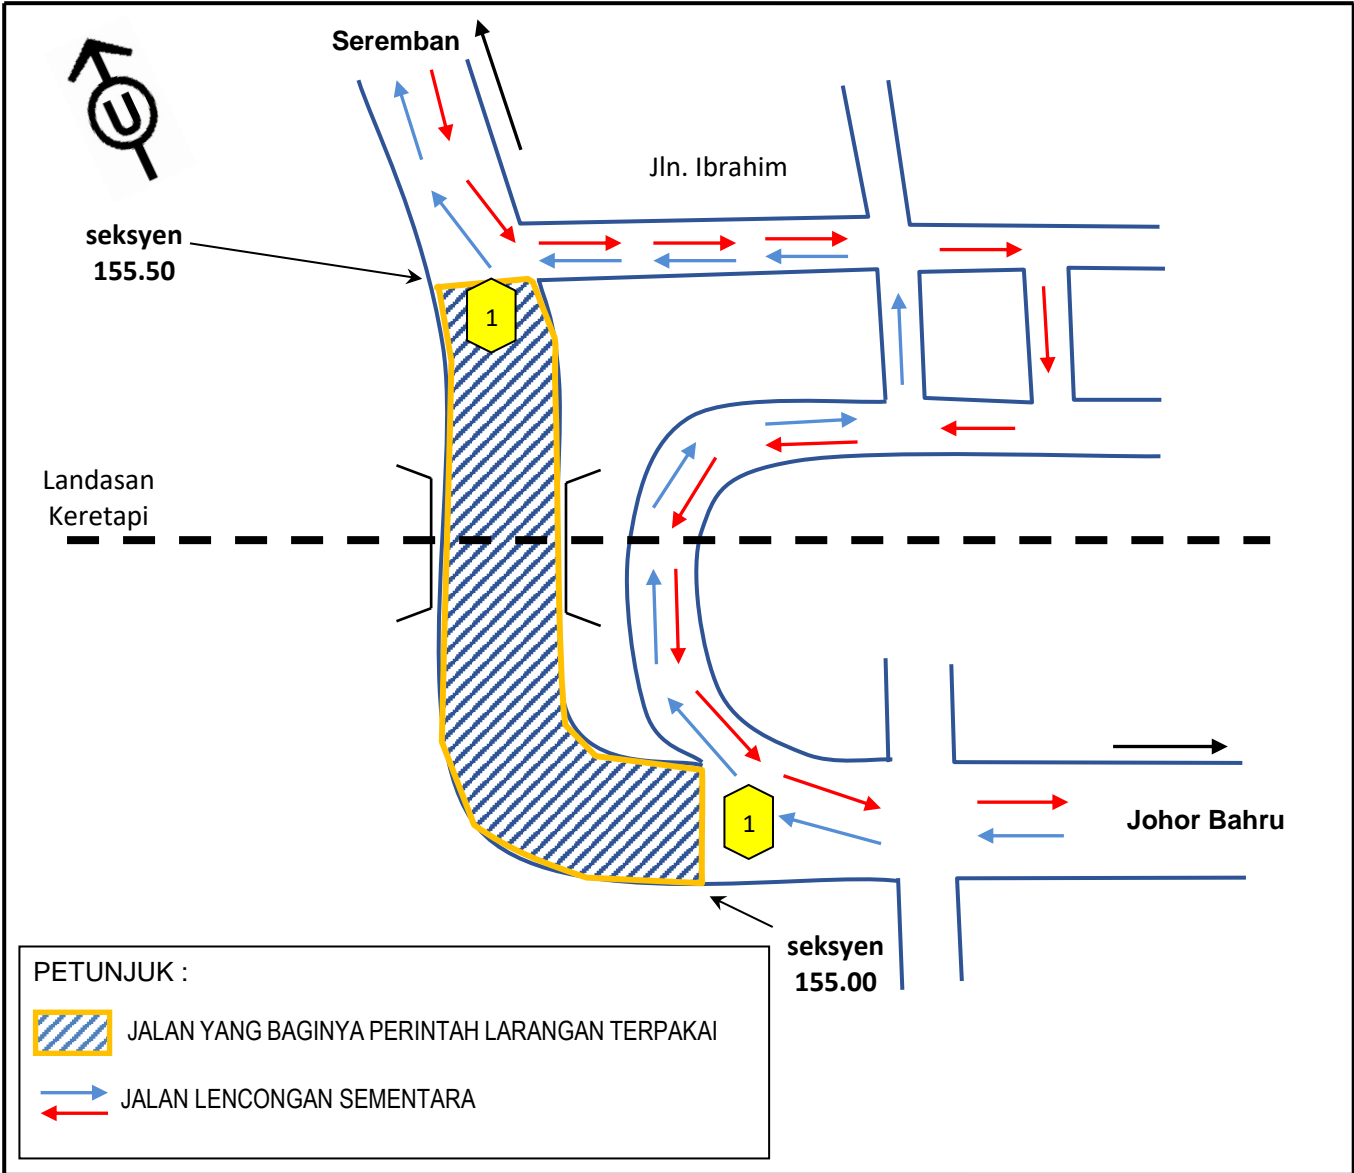 Seremban
U
Jln. Ibrahim
seksyen
155.50
1
Landasan
Keretapi
1
Johor Bahru
seksyen
155.00
PETUNJUK :
JALAN YANG BAGINYA PERINTAH LARANGAN TERPAKAI
JALAN LENCONGAN SEMENTARA